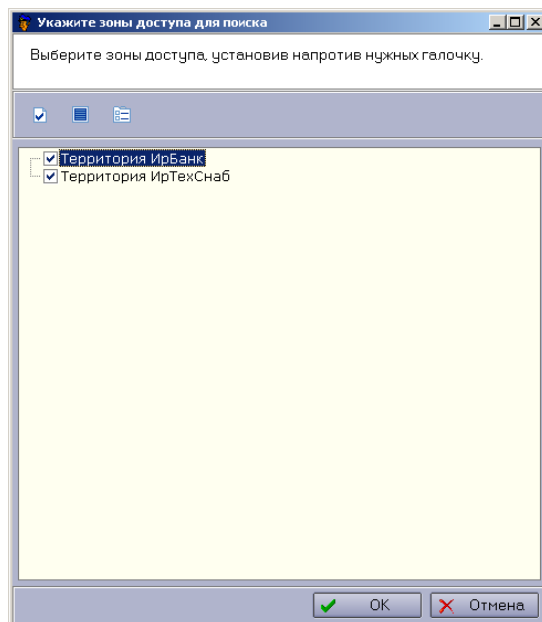 Укажите зоны доступа для поиска
Выберите зоны доступа, установив напротив нужных галочку.
Территория ИрБанк
Территория ИрТехСнаб
OK
Отмена